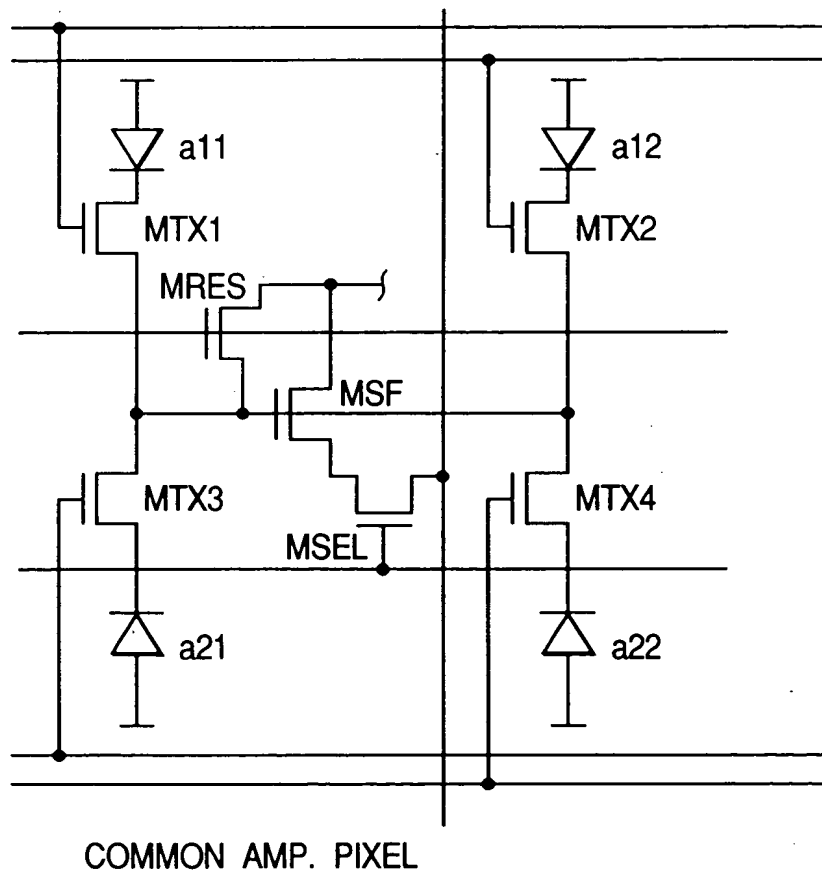 a11
a12
MTX1
MTX2
MRES
MSF
MTX3
MTX4
MSEL
a21
a22
COMMON AMP. PIXEL